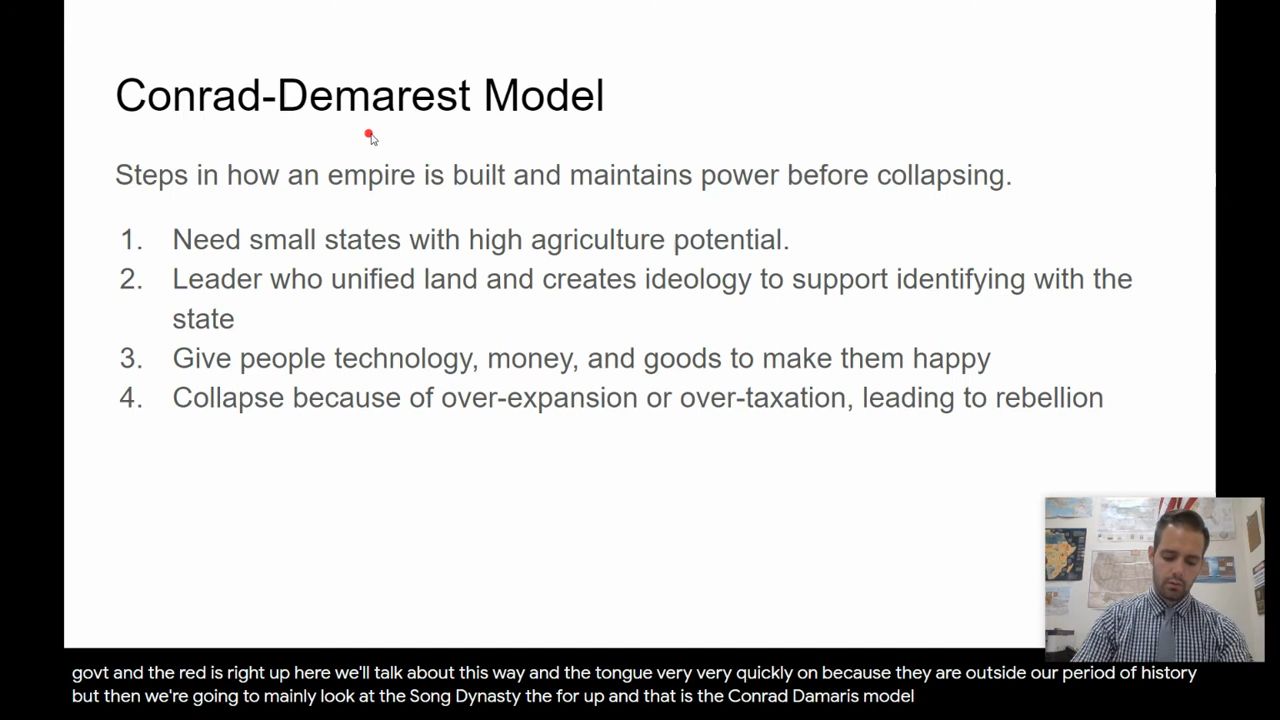 Conrad-Demarest Model
Steps in how an empire is built and maintains power before collapsing.
1. Need small states with high agriculture potential.
2. Leader who unified land and creates ideology to support identifying with the
state
3. Give people technology, money, and goods to make them happy
4. Collapse because of over-expansion or over-taxation, leading to rebellion
govt and the red is right up here we'll talk about this way and the tongue very very quickly on because they are outside our period of history
but then we're going to mainly look at the Song Dynasty the for up and that is the Conrad Damaris model